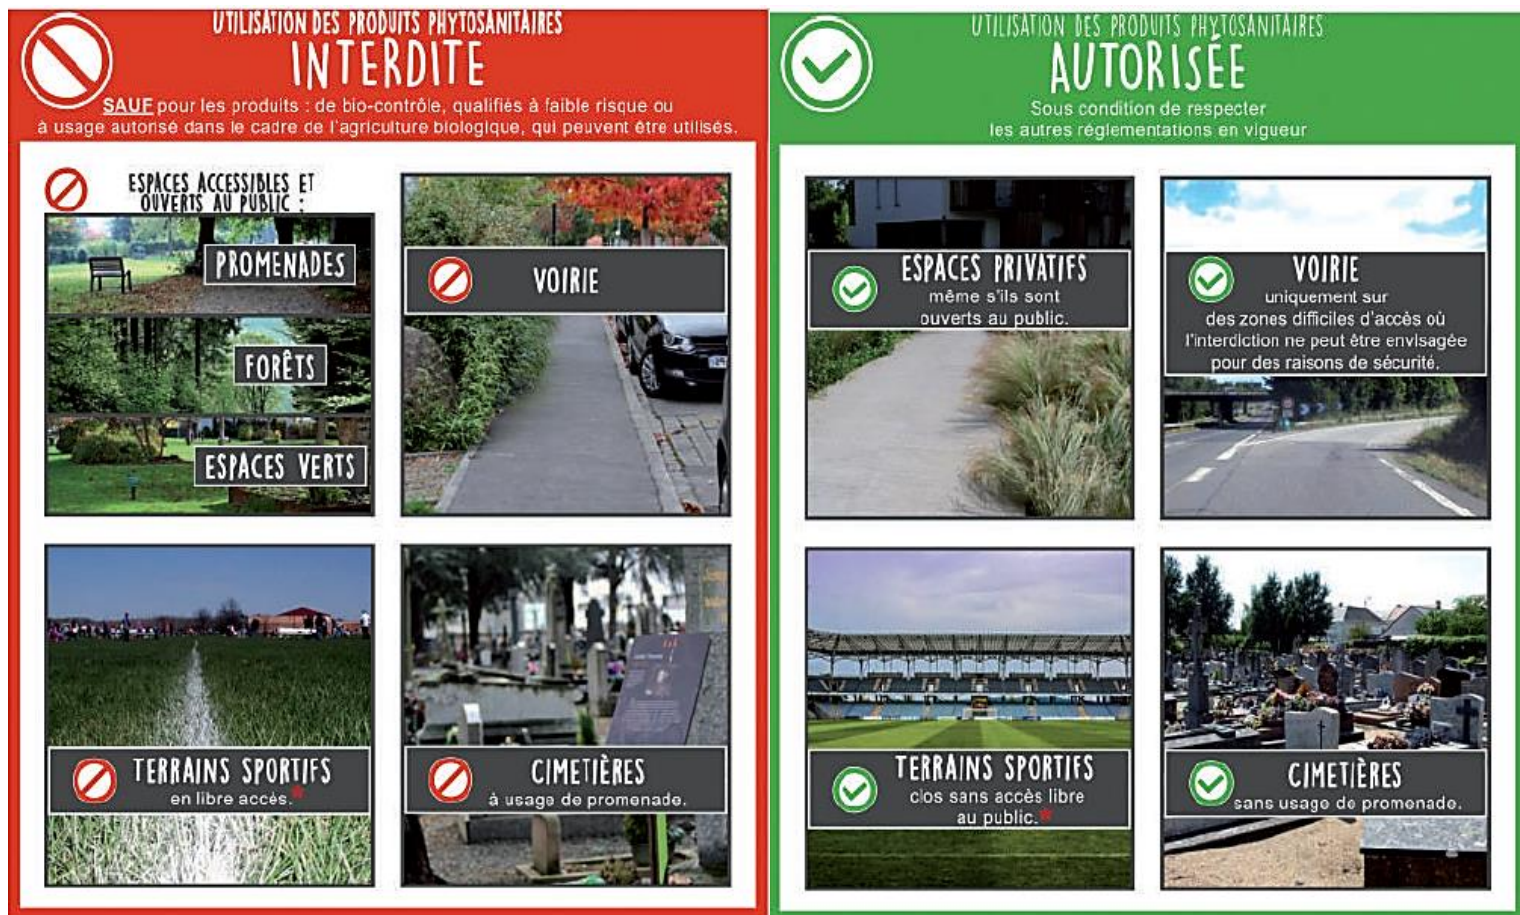 UTILISATION DES PRODUITS PHYTOSANITAIRES
INTERDITE
SAUF pour les produits : de bio-contrôle, qualifiés à faible risque ou
à usage autorsé dans le cadre de l'agriculture biologique, qui peuvent être utilisés.
ESPACES ACCESSIBLES ET
OUVERTS AU PUBLIC :
PROMENADES
FORÊTS
ESPACES VERTS
VOIRIE
TERRAINS SPORTIFS
en libre accès.*
CIMETIÈRES
à usage de promenade.
UTILISATION DES PRODUITS PHYTOSANITAIRES
AUTORISÉE
Sous condition de respecter
les autres réglementations en vigueur
ESPACES PRIVATIFS
même s'ils sont
ouverts au public.
VOIRIE
uniquement sur
des zones difficiles d'accès où
l'interdiction ne peut être envisagée
pour des raisons de sécurité.
TERRAINS SPORTIFS
clos sans accès libre
au public.*
CIMETIÈRES
sans usage de promenade.